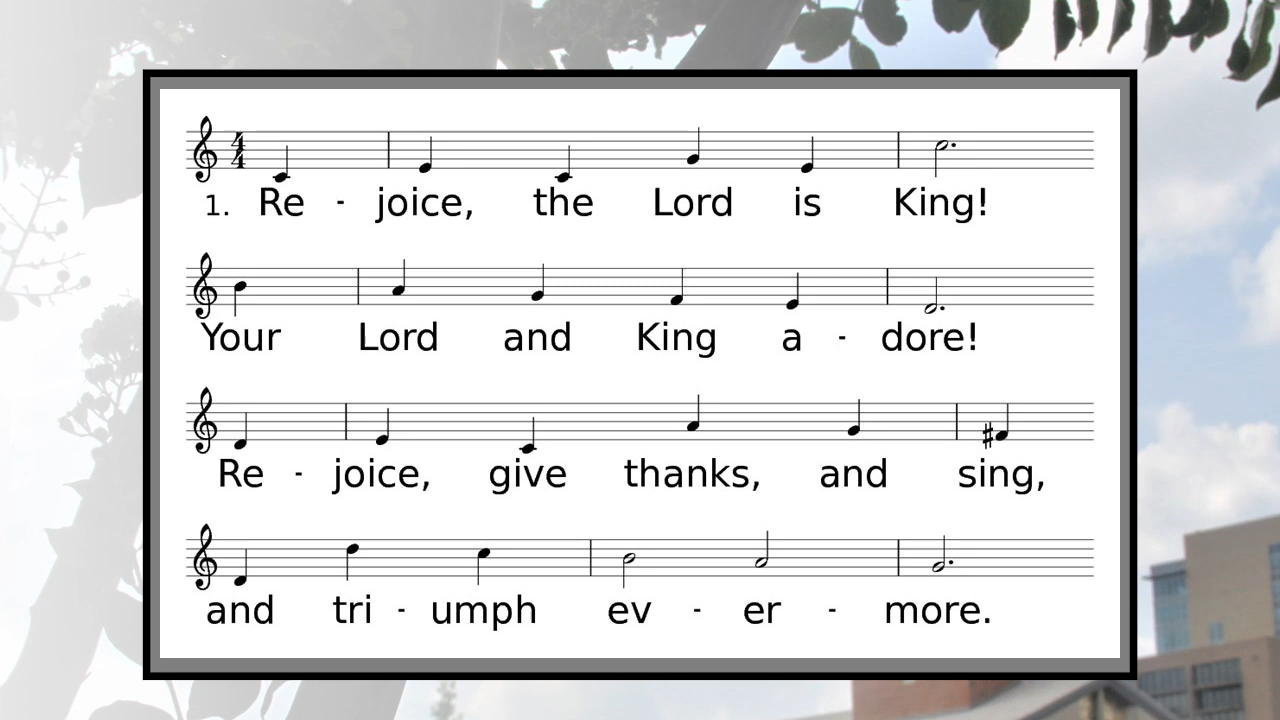 1. Re - joice, the Lord is King!
Your Lord and King a - dore!
Re - joice, give thanks, and sing,
and tri - umph ev - er - more.